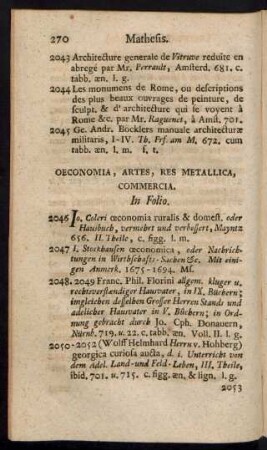 270 Mathesis.
2043 Architecture generale de Vitruve reduite en
abregé par Mr. Perrault, Amsterd. 681. c.
tabb. æn. l. g.
2044 Les monumens de Rome, ou descriptions
des plus beaux ouvrages de peinture, de
sculpt. & d'architecture qui se voyent à
Rome &c. par Mr. Raguenet, à Amst. 701.
2045 Ge. Andr. Böcklers manuale architecturæ
militaris, I-IV. Th. Frf. am M. 672. cum
tabb. æn. l. m. f. t.
OECONOMIA, ARTES, RES METALLICA,
COMMERCIA.
In Folio.
2046 Jo. Coleri œconomia ruralis & domest. oder
Hausbuch, vermehrt und verbessert, Mayntz
656. II. Theile, c. figg. l. m.
2047 I. Stockhausen œconomica, oder Nachrich-
tungen in Wirthschafts-Sachen &c. Mit eini-
gen Anmerk. 1675-1694. Mf.
2048. 2049 Franc. Phil. Florini allgem. kluger u.
rechtsverständiger Hausvater, in IX. Büchern;
imgleichen desselben Grosser Herren Stands und
adelicher Hausvater in V. Büchern; in Ord-
nung gebracht durch Jo. Cph. Donauern,
Nürnb. 719. u. 22. c. tabb. æn. Voll. II. l. g.
2050-2052 (Wolff Helmhard Herrn v. Hohberg)
georgica curiosa aucta, d. i. Unterricht von
dem Adel. Land- und Feld-Leben, III. Theile,
ibid. 701. u. 715. c. figg. æn. & lign. l. g.
2053